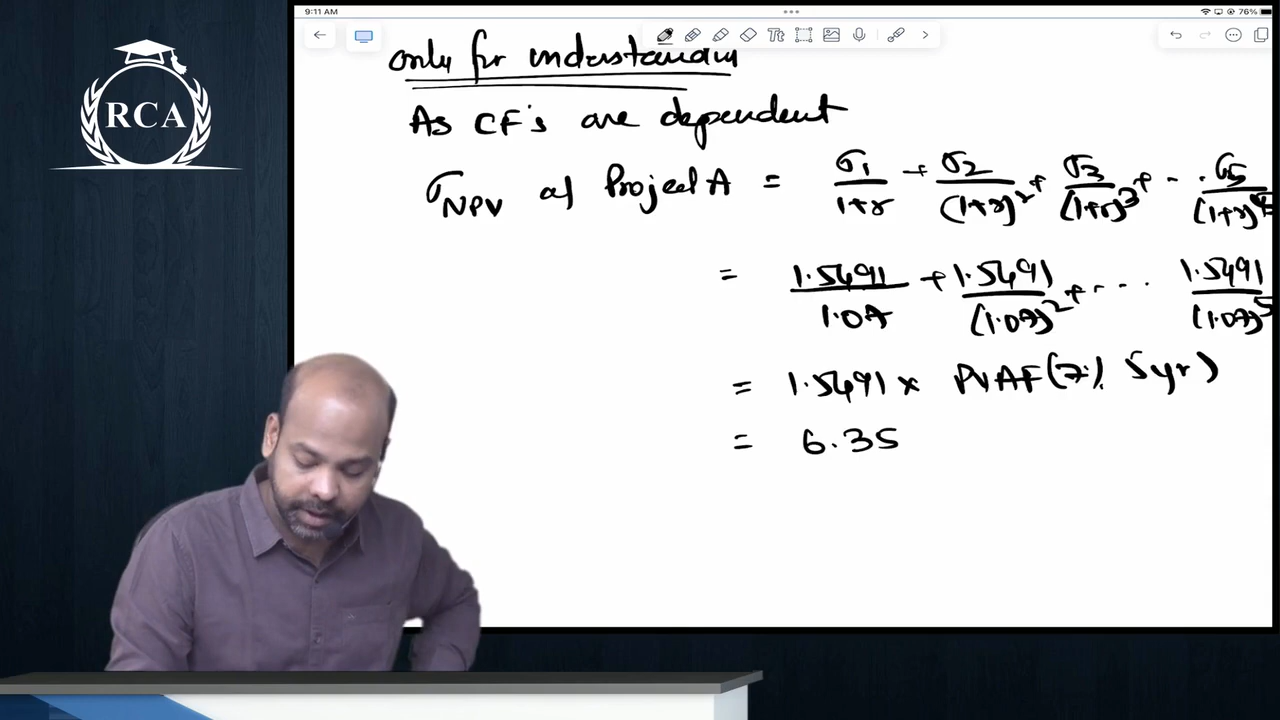 9:11 AM
76%
RCA
only for understandin
As CF's are dependent
σNPV of Project A = σ1/1+r + σ2/(1+r)² + σ3/(1+r)³ + ... σ5/(1+r)⁵
= 1.5491/1.07 + 1.5491/(1.07)² + ... 1.5491/(1.07)⁵
= 1.5491 x PVAF(7%, 5yr)
= 6.35